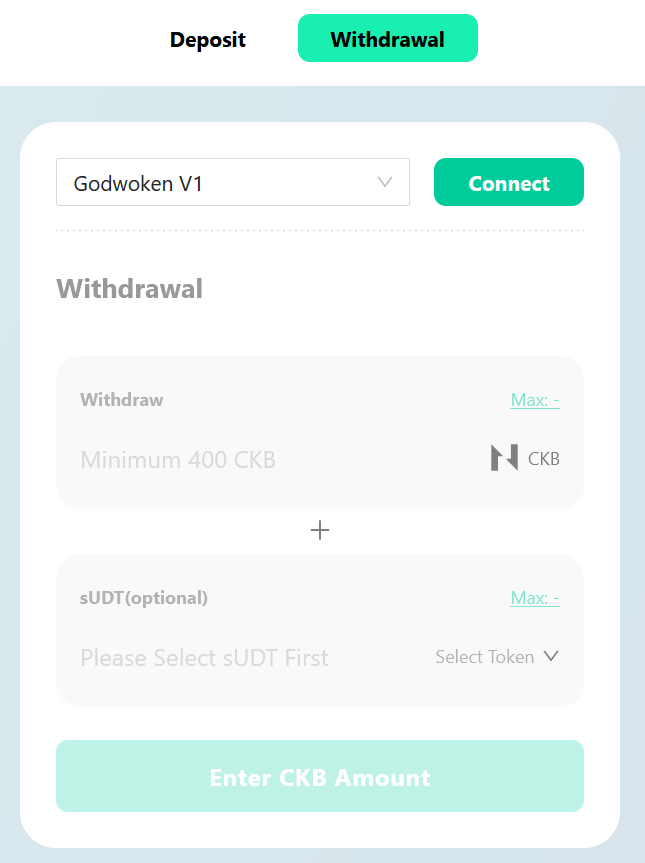 Deposit Withdrawal
Godwoken V1 Connect
Withdrawal
Withdraw Max: -
Minimum 400 CKB CKB
+
sUDT(optional) Max: -
Please Select sUDT First Select Token
Enter CKB Amount